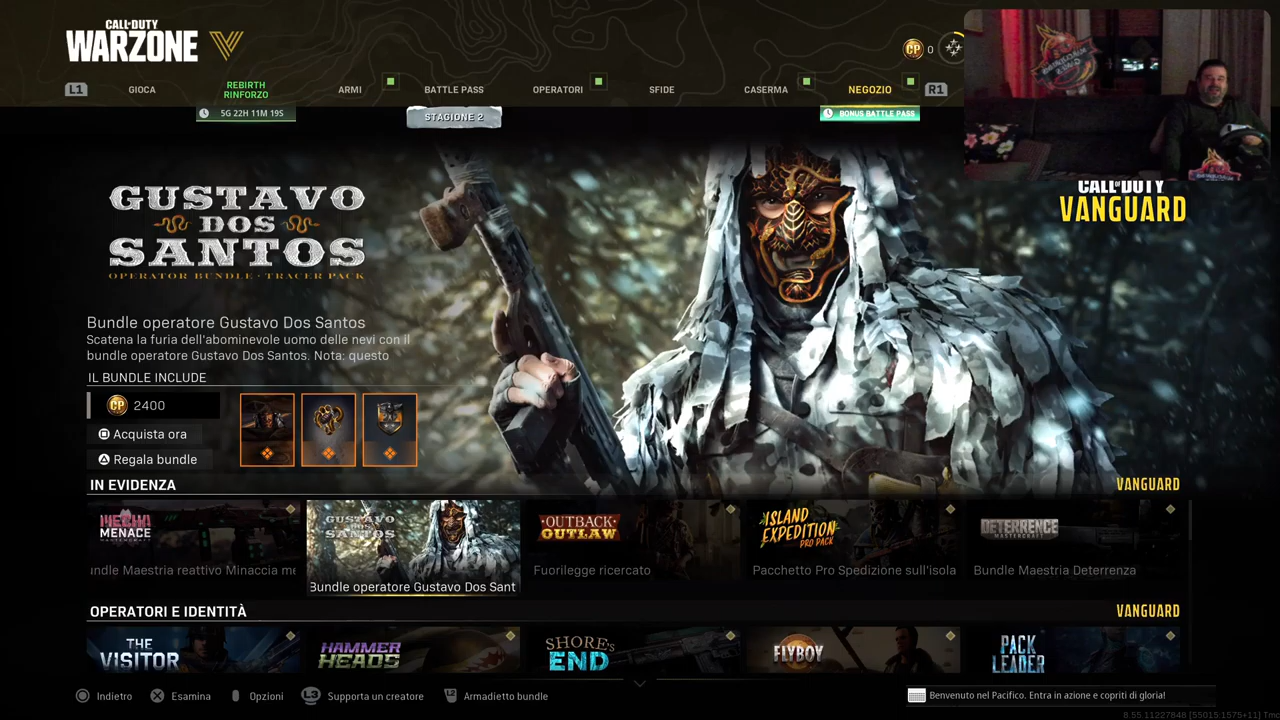 CALL OF DUTY
WARZONE
CP 0
L1
GIOCA
REBIRTH
RINFORZO
ARMI
BATTLE PASS
OPERATORI
SFIDE
CASERMA
NEGOZIO
R1
5G 22H 11M 19S
STAGIONE 2
BONUS BATTLE PASS
CALL OF DUTY
VANGUARD
GUSTAVO
DOS
SANTOS
OPERATOR BUNDLE · TRACER PACK
Bundle operatore Gustavo Dos Santos
Scatena la furia dell'abominevole uomo delle nevi con il
bundle operatore Gustavo Dos Santos. Nota: questo
IL BUNDLE INCLUDE
CP 2400
Acquista ora
Regala bundle
IN EVIDENZA
VANGUARD
MECHA
MENACE
MASTERCRAFT
GUSTAVO
DOS
SANTOS
OUTBACK
OUTLAW
ISLAND
EXPEDITION
PRO PACK
DETERRENCE
MASTERCRAFT
undle Maestria reattivo Minaccia me
Bundle operatore Gustavo Dos Sant
Fuorilegge ricercato
Pacchetto Pro Spedizione sull'isola
Bundle Maestria Deterrenza
OPERATORI E IDENTITÀ
VANGUARD
THE
VISITOR
HAMMER
HEADS
SHORE'S
END
FLYBOY
PACK
LEADER
Indietro
Esamina
Opzioni
L3 Supporta un creatore
Armadietto bundle
Benvenuto nel Pacifico. Entra in azione e copriti di gloria!